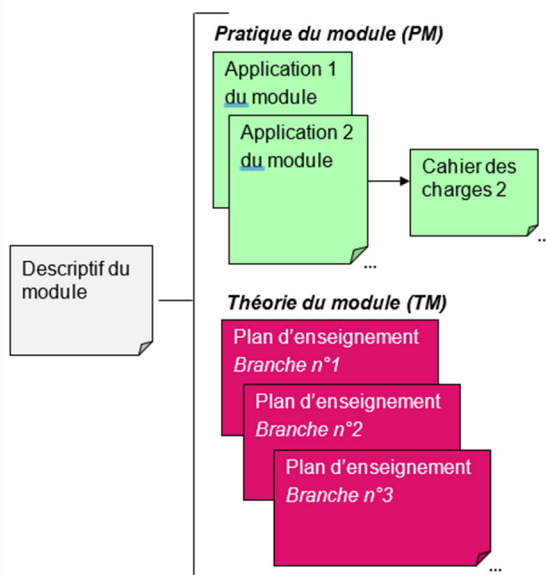 Pratique du module (PM)
Application 1
du module
Application 2
du module
...
Cahier des
charges 2
...
Descriptif du
module
Théorie du module (TM)
Plan d'enseignement
Branche n°1
Plan d'enseignement
Branche n°2
Plan d'enseignement
Branche n°3
...